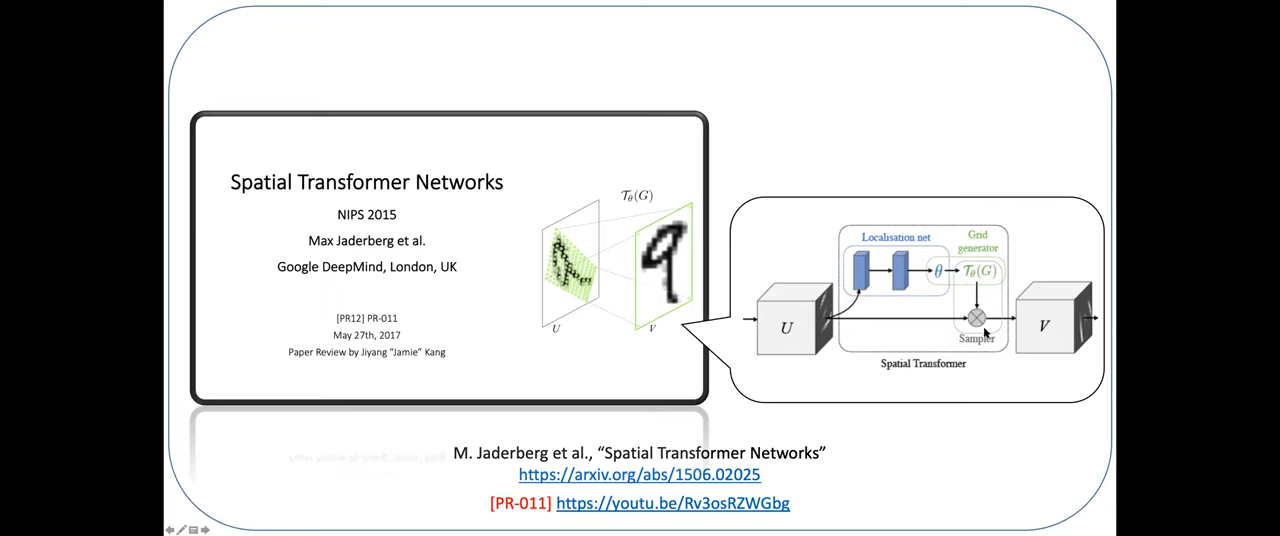 Spatial Transformer Networks
NIPS 2015
Max Jaderberg et al.
Google DeepMind, London, UK
[PR12] PR-011
May 27th, 2017
Paper Review by Jiyang “Jamie” Kang
𝒯θ(G)
U
V
Localisation net
Grid
generator
θ
𝒯θ(G)
U
V
Sampler
Spatial Transformer
M. Jaderberg et al., “Spatial Transformer Networks”
https://arxiv.org/abs/1506.02025
[PR-011] https://youtu.be/Rv3osRZWGbg